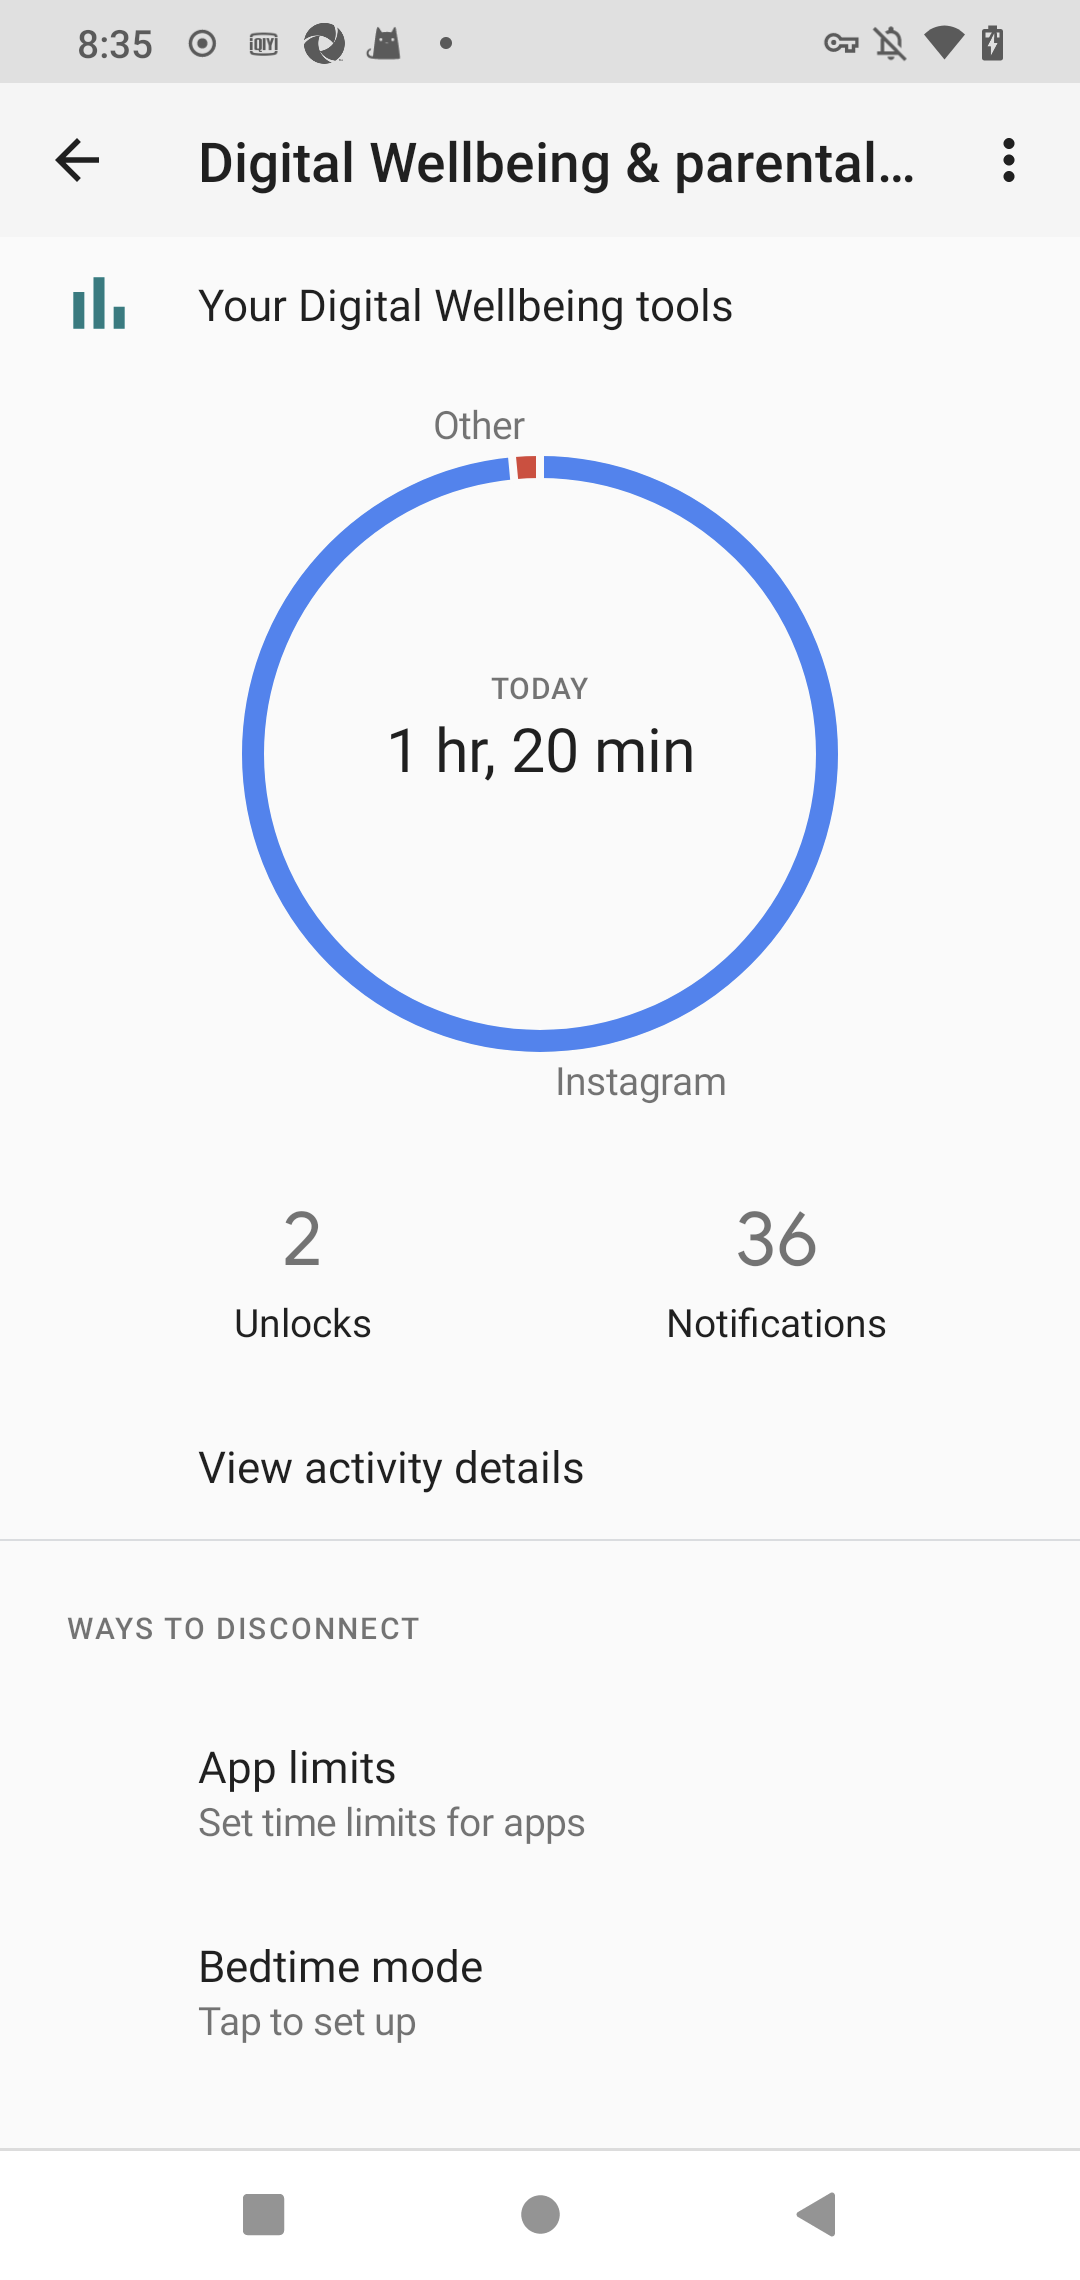 8:35
iQIYI
Digital Wellbeing & parental...
Your Digital Wellbeing tools
Other
TODAY
1 hr, 20 min
Instagram
2
36
Unlocks
Notifications
View activity details
WAYS TO DISCONNECT
App limits
Set time limits for apps
Bedtime mode
Tap to set up